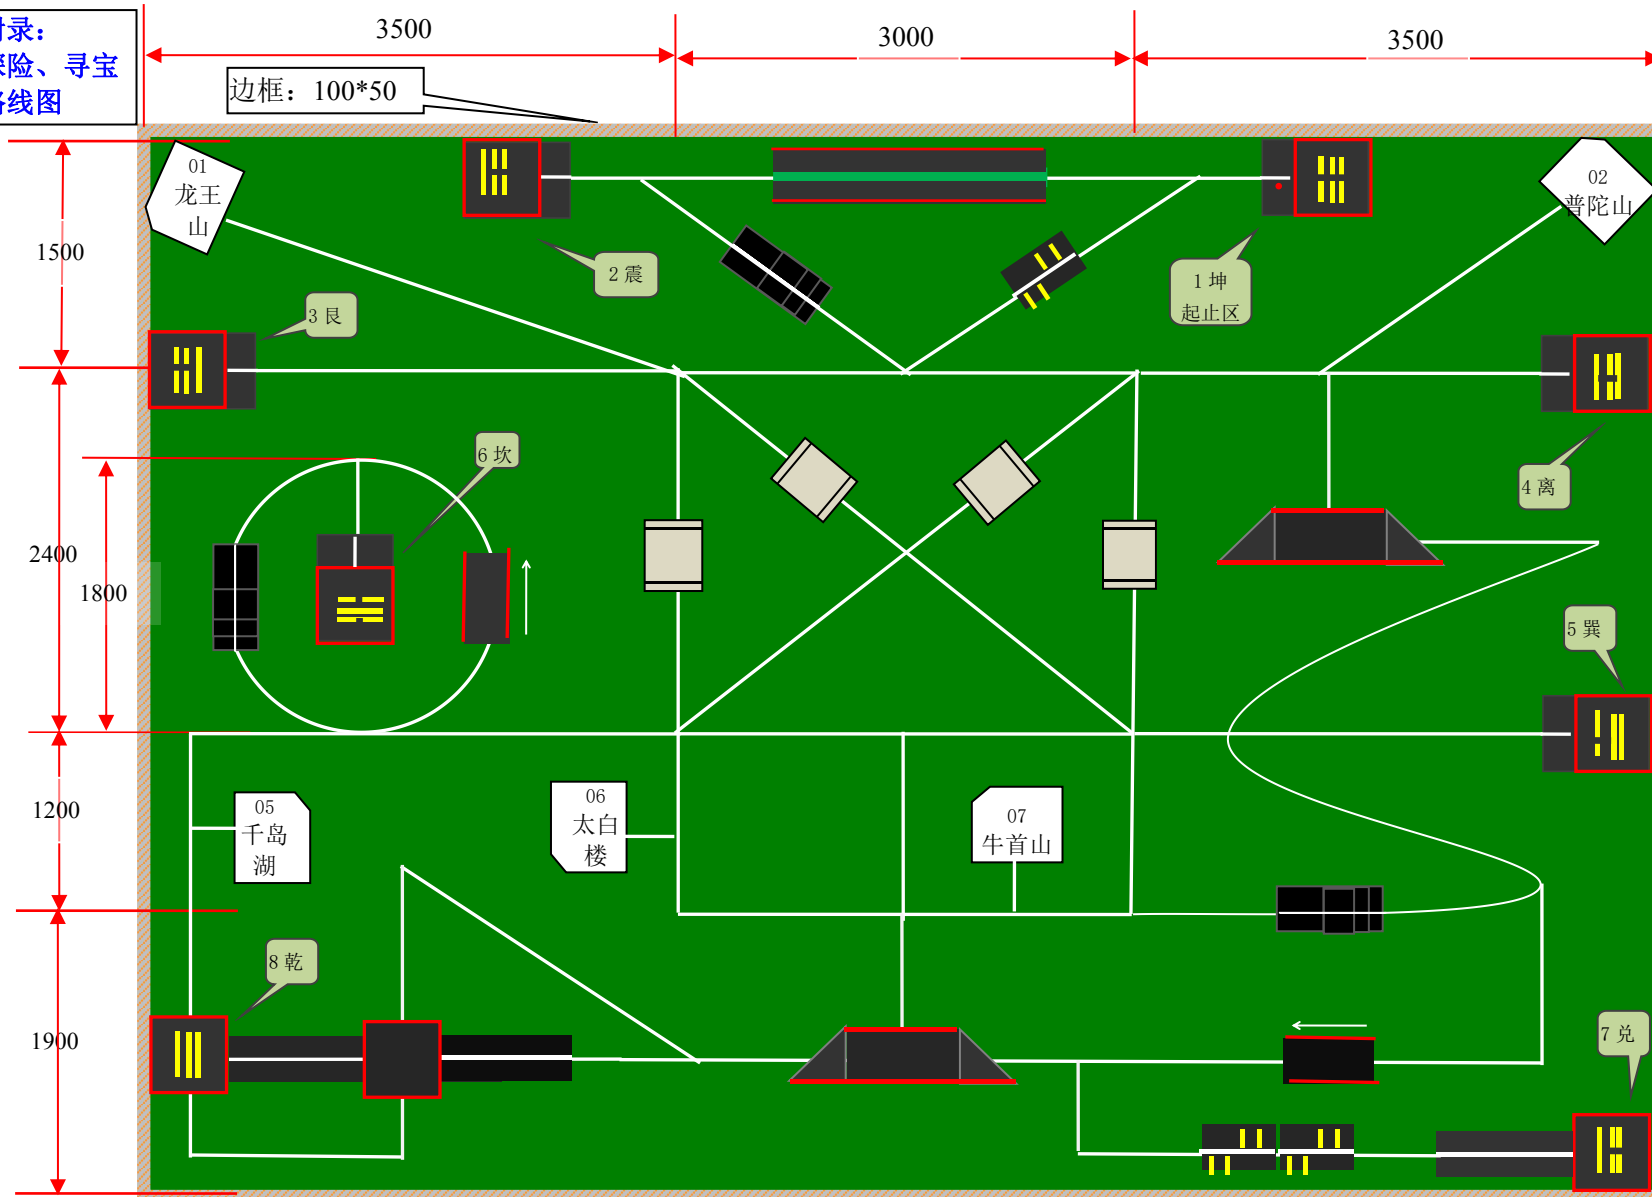 附录：
探险、寻宝
路线图
3500
3000
3500
边框：100*50
01
龙王
山
02
普陀山
2震
1坤
起止区
1500
3艮
6坎
4离
2400
1800
5巽
05
千岛
湖
06
太白
楼
07
牛首山
1200
8乾
1900
7兑